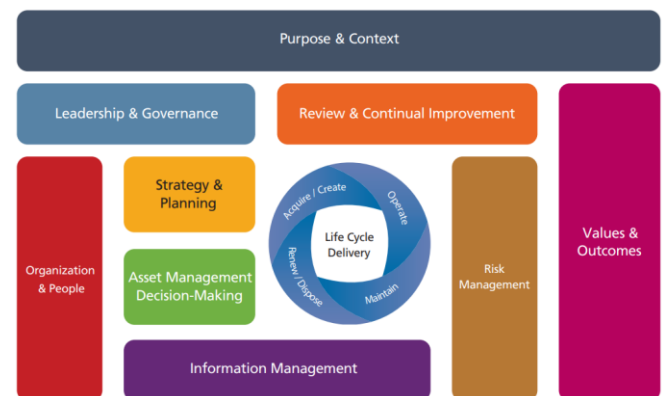 Purpose & Context
Leadership & Governance
Review & Continual Improvement
Strategy &
Planning
Acquire / Create
Operate
Life Cycle
Delivery
Values &
Outcomes
Organization
& People
Asset Management
Decision-Making
Renew / Dispose
Maintain
Risk
Management
Information Management